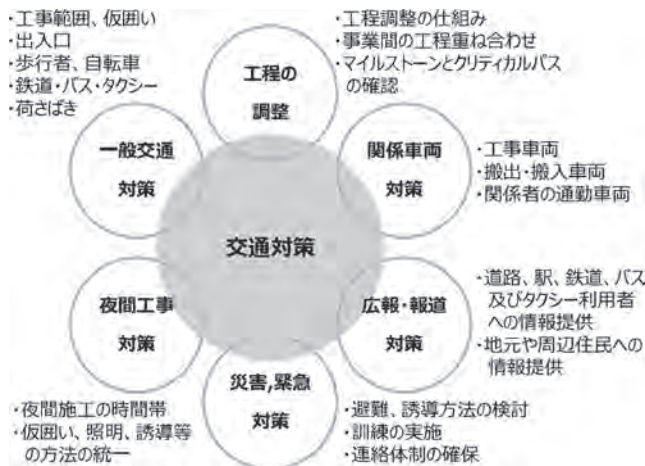 ・工事範囲、仮囲い
・出入口
・歩行者、自転車
・鉄道・バス・タクシー
・荷さばき
・工程調整の仕組み
・事業間の工程重ね合わせ
・マイルストーンとクリティカルパス
の確認
工程の
調整
一般交通
対策
関係車両
対策
・工事車両
・搬出・搬入車両
・関係者の通勤車両
交通対策
夜間工事
対策
広報・報道
対策
・道路、駅、鉄道、バス
及びタクシー利用者
への情報提供
・地元や周辺住民への
情報提供
災害,緊急
対策
・夜間施工の時間帯
・仮囲い、照明、誘導等
の方法の統一
・避難、誘導方法の検討
・訓練の実施
・連絡体制の確保